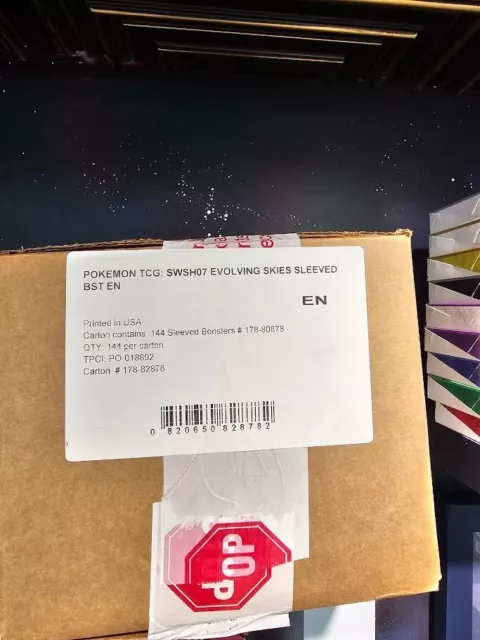 POKEMON TCG: SWSH07 EVOLVING SKIES SLEEVED
BST EN
EN
Printed in USA
Carton contains 144 Sleeved Boosters # 178-80878
QTY: 144 per carton
TPCI: PO-018692
Carton # 178-82878
0 820650 828782